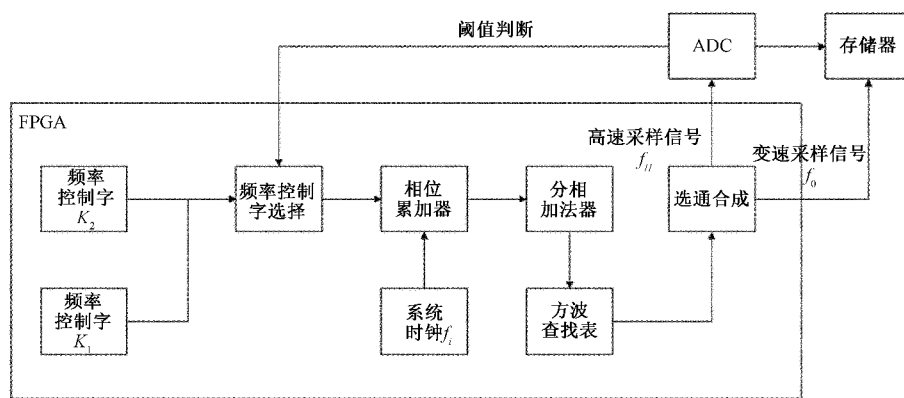 阈值判断
ADC
存储器
FPGA
高速采样信号
f_H
变速采样信号
f_0
频率
控制字
K_2
频率控制
字选择
相位
累加器
分相
加法器
选通合成
频率
控制字
K_1
系统
时钟f_i
方波
查找表